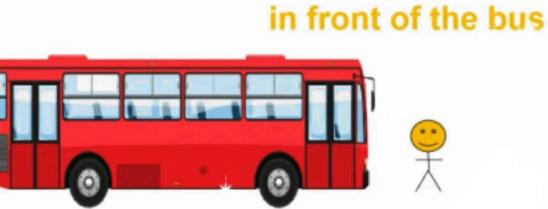 in front of the bus